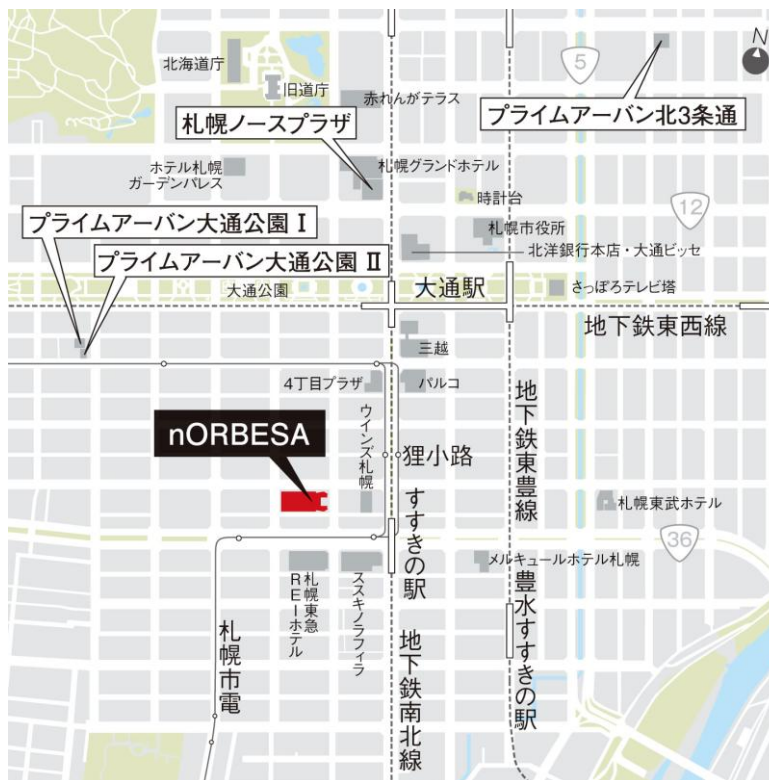 北海道庁
旧道庁
赤れんがテラス
N
5
プライムアーバン北3条通
札幌ノースプラザ
ホテル札幌
ガーデンパレス
札幌グランドホテル
時計台
12
札幌市役所
北洋銀行本店・大通ビッセ
プライムアーバン大通公園 I
プライムアーバン大通公園 II
大通公園
大通駅
さっぽろテレビ塔
地下鉄東西線
三越
4丁目プラザ
パルコ
nORBESA
ウインズ札幌
狸小路
地下鉄東豊線
すすきの駅
札幌東武ホテル
36
札幌東急
REIホテル
ススキノラフィラ
メルキュールホテル札幌
豊水すすきの駅
札幌市電
地下鉄南北線